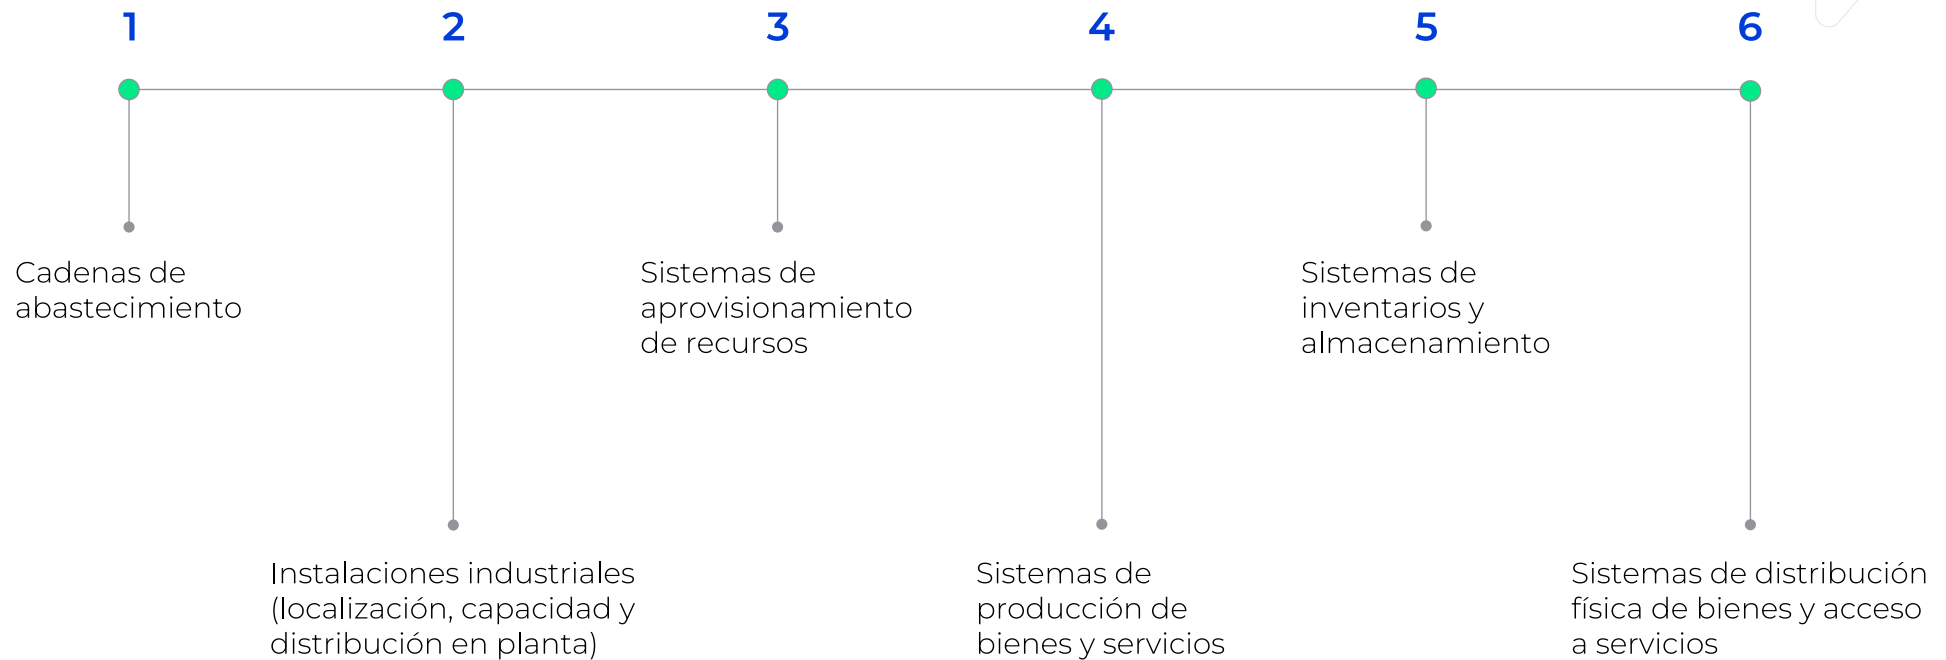 1
2
3
4
5
6
Cadenas de
abastecimiento
Instalaciones industriales
(localización, capacidad y
distribución en planta)
Sistemas de
aprovisionamiento
de recursos
Sistemas de
producción de
bienes y servicios
Sistemas de
inventarios y
almacenamiento
Sistemas de distribución
física de bienes y acceso
a servicios